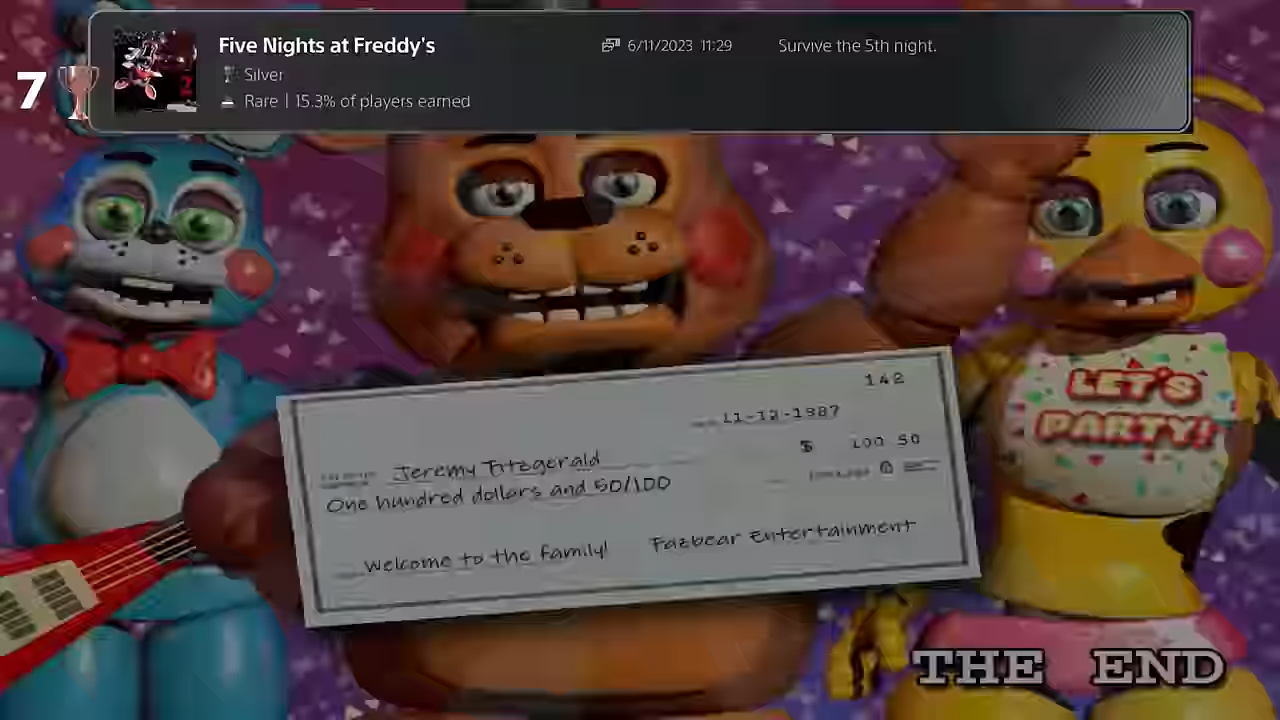 Five Nights at Freddy's
6/11/2023 11:29
Survive the 5th night.
Silver
7
Rare | 15.3% of players earned
142
11-12-1987
Jeremy Fitzgerald
$ 100 50
One hundred dollars and 50/100
Welcome to the family!
Fazbear Entertainment
LET'S
PARTY!
THE END